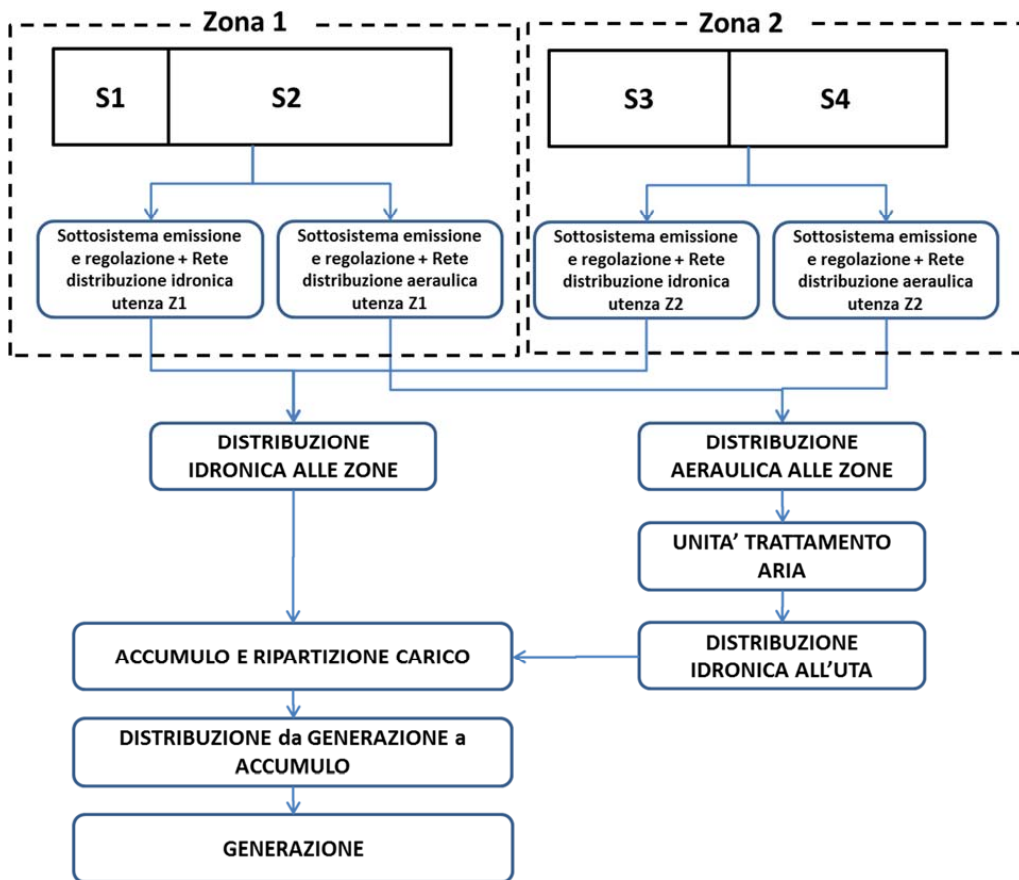 Zona 1
Zona 2
S1
S2
S3
S4
Sottosistema emissione
e regolazione + Rete
distribuzione idronica
utenza Z1
Sottosistema emissione
e regolazione + Rete
distribuzione aeraulica
utenza Z1
Sottosistema emissione
e regolazione + Rete
distribuzione idronica
utenza Z2
Sottosistema emissione
e regolazione + Rete
distribuzione aeraulica
utenza Z2
DISTRIBUZIONE
IDRONICA ALLE ZONE
DISTRIBUZIONE
AERAULICA ALLE ZONE
UNITA’ TRATTAMENTO
ARIA
ACCUMULO E RIPARTIZIONE CARICO
DISTRIBUZIONE
IDRONICA ALL’UTA
DISTRIBUZIONE da GENERAZIONE a
ACCUMULO
GENERAZIONE